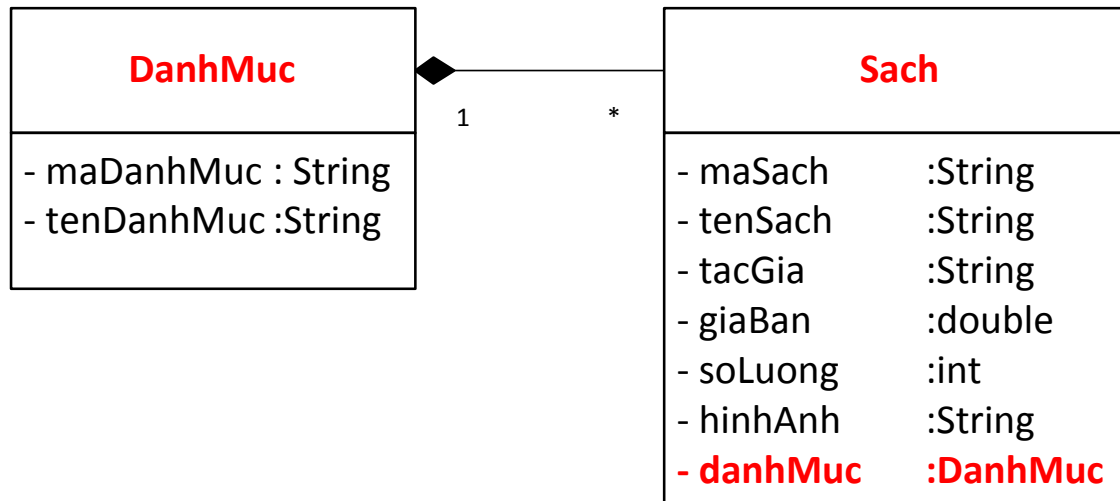 DanhMuc
- maDanhMuc : String
- tenDanhMuc :String
1
*
Sach
- maSach :String
- tenSach :String
- tacGia :String
- giaBan :double
- soLuong :int
- hinhAnh :String
- danhMuc :DanhMuc